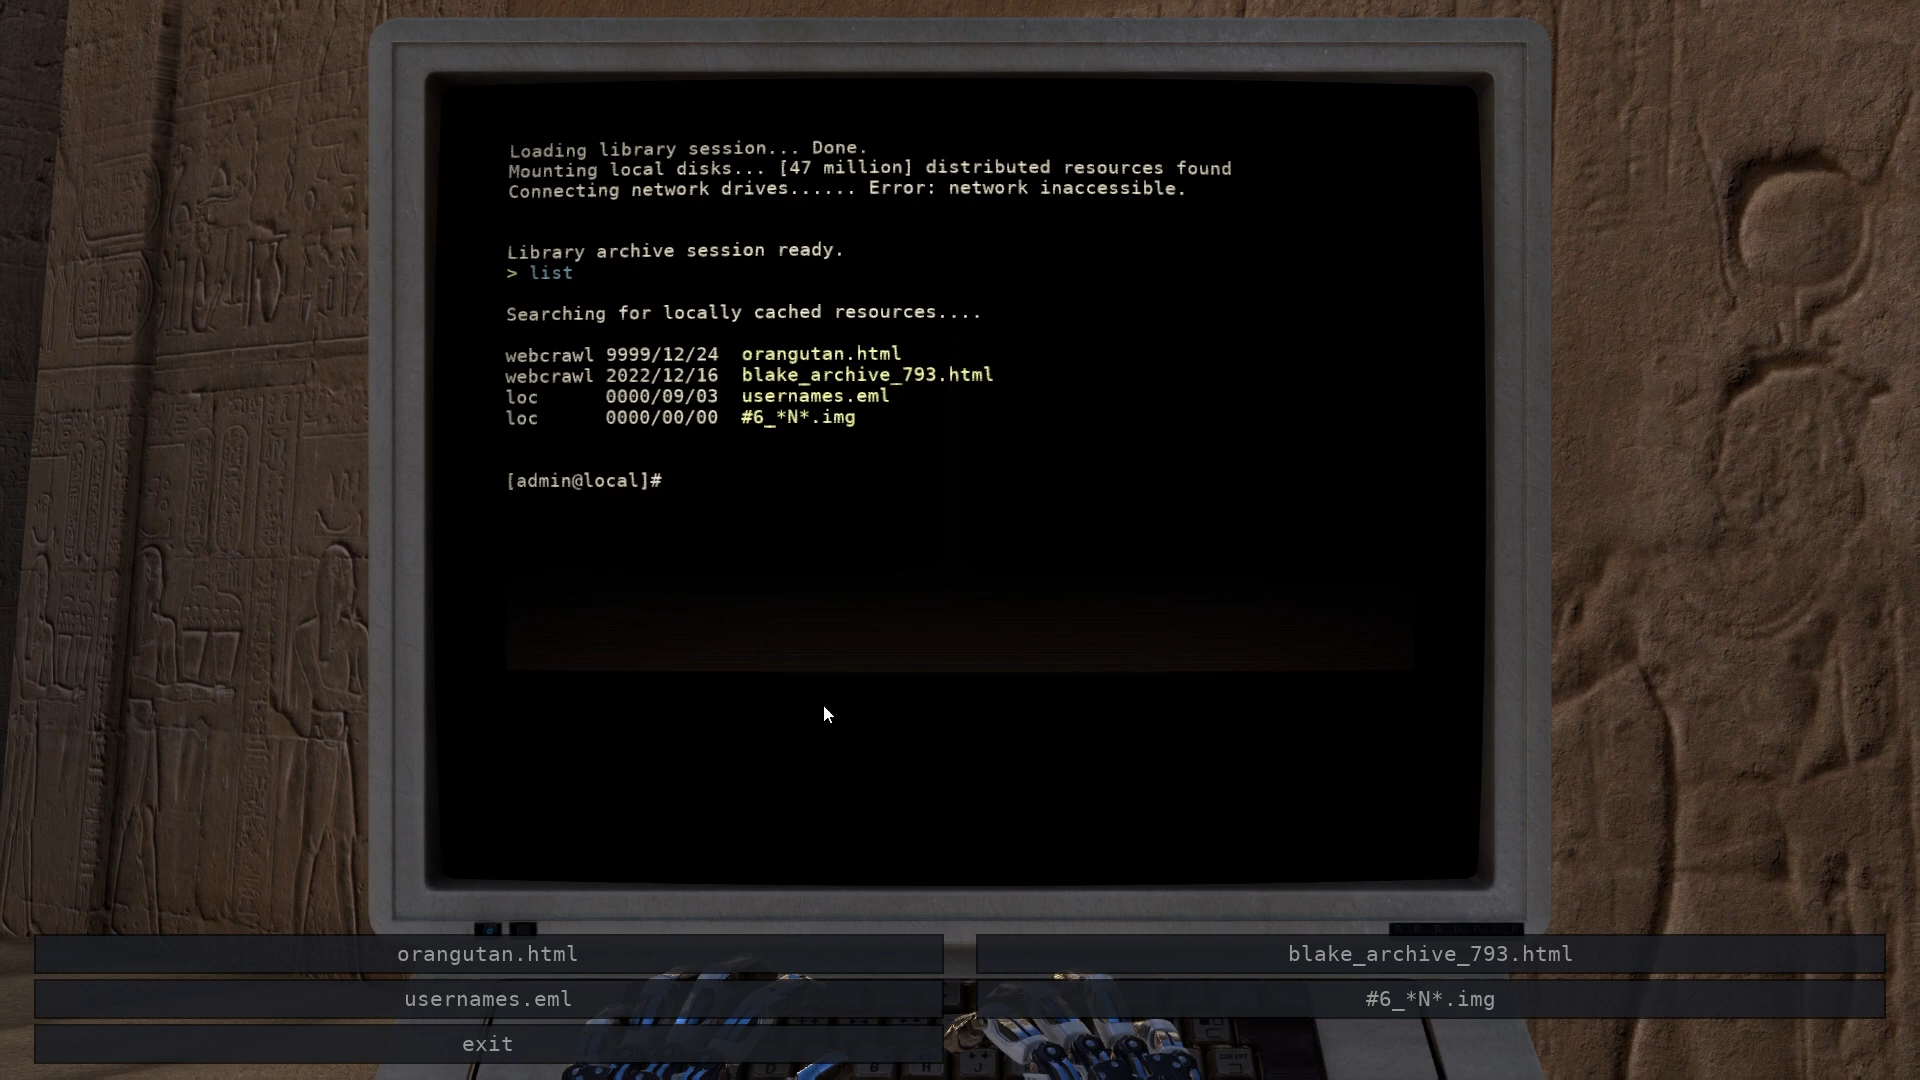 Loading library session... Done.
Mounting local disks... [47 million] distributed resources found
Connecting network drives...... Error: network inaccessible.
Library archive session ready.
> list
Searching for locally cached resources....
webcrawl 9999/12/24 orangutan.html
webcrawl 2022/12/16 blake_archive_793.html
loc 0000/09/03 usernames.eml
loc 0000/00/00 #6_*N*.img
[admin@local]#
orangutan.html
blake_archive_793.html
usernames.eml
#6_*N*.img
exit